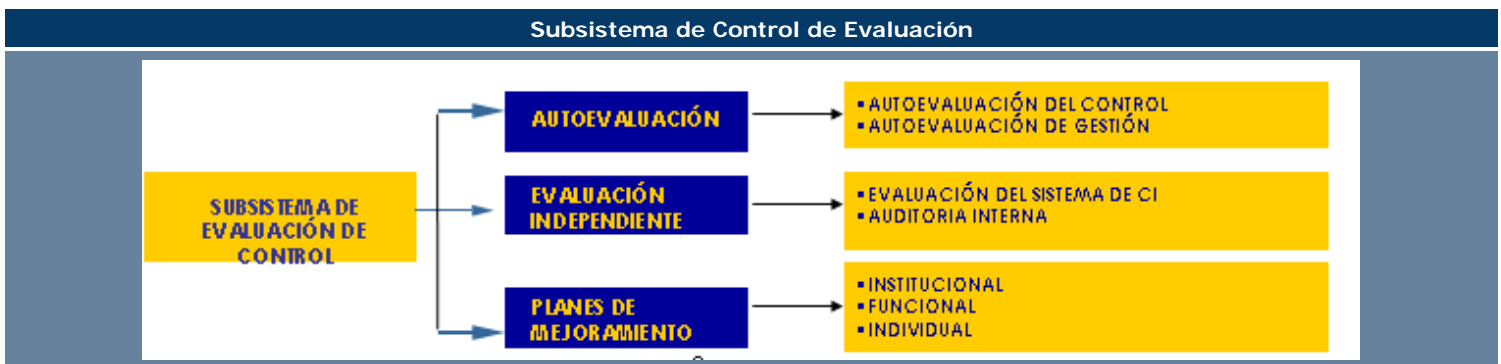 Subsistema de Control de Evaluación
SUBSISTEMA DE
EVALUACIÓN DE
CONTROL
AUTOEVALUACIÓN
▪AUTOEVALUACIÓN DEL CONTROL
▪AUTOEVALUACIÓN DE GESTIÓN
EVALUACIÓN
INDEPENDIENTE
▪EVALUACIÓN DEL SISTEMA DE CI
▪AUDITORIA INTERNA
PLANES DE
MEJORAMIENTO
▪INSTITUCIONAL
▪FUNCIONAL
▪INDIVIDUAL